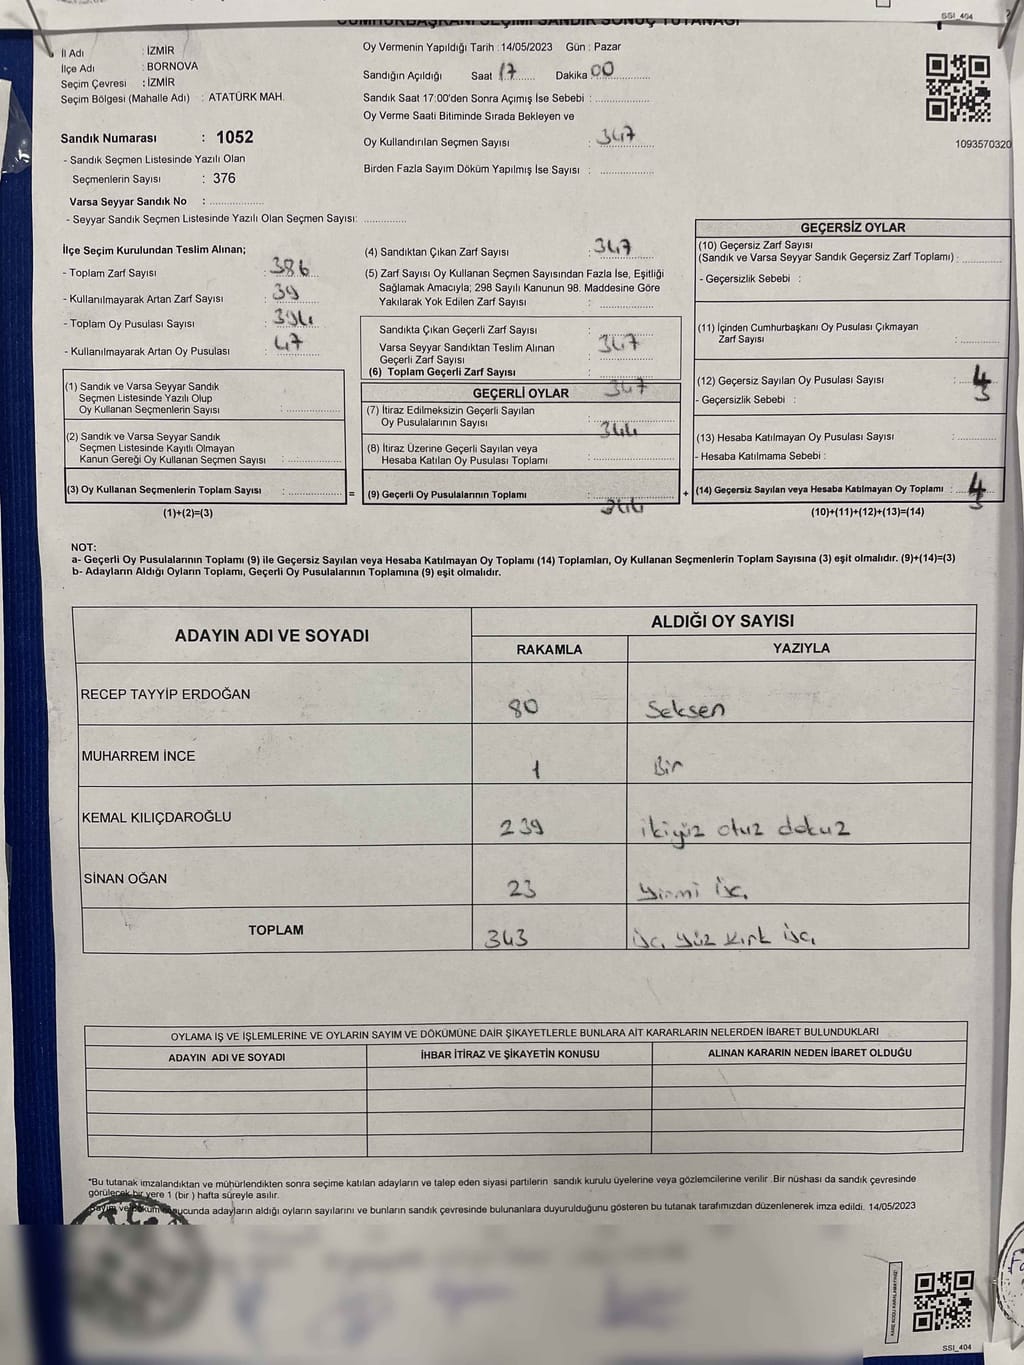 CUMHURBAŞKANI SEÇİMİ SANDIK SONUÇ TUTANAĞI
SSI_404
İl Adı : İZMİR
İlçe Adı : BORNOVA
Seçim Çevresi : İZMİR
Seçim Bölgesi (Mahalle Adı) : ATATÜRK MAH.
Sandık Numarası : 1052
- Sandık Seçmen Listesinde Yazılı Olan
Seçmenlerin Sayısı : 376
Varsa Seyyar Sandık No : ..................
- Seyyar Sandık Seçmen Listesinde Yazılı Olan Seçmen Sayısı: ..............
Oy Vermenin Yapıldığı Tarih : 14/05/2023 Gün : Pazar
Sandığın Açıldığı Saat 17 Dakika 00
Sandık Saat 17:00'den Sonra Açımış İse Sebebi : ..................
Oy Verme Saati Bitiminde Sırada Bekleyen ve
Oy Kullandırılan Seçmen Sayısı : 347
Birden Fazla Sayım Döküm Yapılmış İse Sayısı : ..................
1093570320
İlçe Seçim Kurulundan Teslim Alınan;
- Toplam Zarf Sayısı : 386
- Kullanılmayarak Artan Zarf Sayısı : 39
- Toplam Oy Pusulası Sayısı : 394
- Kullanılmayarak Artan Oy Pusulası : 47
(1) Sandık ve Varsa Seyyar Sandık
Seçmen Listesinde Yazılı Olup
Oy Kullanan Seçmenlerin Sayısı : ..................
(2) Sandık ve Varsa Seyyar Sandık
Seçmen Listesinde Kayıtlı Olmayan
Kanun Gereği Oy Kullanan Seçmen Sayısı : ..................
(3) Oy Kullanan Seçmenlerin Toplam Sayısı : .................. =
(1)+(2)=(3)
(4) Sandıktan Çıkan Zarf Sayısı : 347
(5) Zarf Sayısı Oy Kullanan Seçmen Sayısından Fazla İse, Eşitliği
Sağlamak Amacıyla; 298 Sayılı Kanunun 98. Maddesine Göre
Yakılarak Yok Edilen Zarf Sayısı : ..................
Sandıkta Çıkan Geçerli Zarf Sayısı :
Varsa Seyyar Sandıktan Teslim Alınan : 347
Geçerli Zarf Sayısı
(6) Toplam Geçerli Zarf Sayısı :
GEÇERLİ OYLAR 347
(7) İtiraz Edilmeksizin Geçerli Sayılan
Oy Pusulasının Sayısı : 344
(8) İtiraz Üzerine Geçerli Sayılan veya
Hesaba Katılan Oy Pusulası Toplamı : ..................
(9) Geçerli Oy Pusulalarının Toplamı : 344 +
GEÇERSİZ OYLAR
(10) Geçersiz Zarf Sayısı
(Sandık ve Varsa Seyyar Sandık Geçersiz Zarf Toplamı) : ............
- Geçersizlik Sebebi :
(11) İçinden Cumhurbaşkanı Oy Pusulası Çıkmayan
Zarf Sayısı : ............
(12) Geçersiz Sayılan Oy Pusulası Sayısı : 4
- Geçersizlik Sebebi : 3
(13) Hesaba Katılmayan Oy Pusulası Sayısı : ............
- Hesaba Katılmama Sebebi :
(14) Geçersiz Sayılan veya Hesaba Katılmayan Oy Toplamı : 4
3
(10)+(11)+(12)+(13)=(14)
NOT:
a- Geçerli Oy Pusulalarının Toplamı (9) ile Geçersiz Sayılan veya Hesaba Katılmayan Oy Toplamı (14) Toplamları, Oy Kullanan Seçmenlerin Toplam Sayısına (3) eşit olmalıdır. (9)+(14)=(3)
b- Adayların Aldığı Oyların Toplamı, Geçerli Oy Pusulalarının Toplamına (9) eşit olmalıdır.
ADAYIN ADI VE SOYADI
ALDIĞI OY SAYISI
RAKAMLA YAZIYLA
RECEP TAYYİP ERDOĞAN 80 Seksen
MUHARREM İNCE 1 Bir
KEMAL KILIÇDAROĞLU 239 ikiyüz otuz dokuz
SİNAN OĞAN 23 Yirmi üç
TOPLAM 343 üç yüz kırk üç
OYLAMA İŞ VE İŞLEMLERİNE VE OYLARIN SAYIM VE DÖKÜMÜNE DAİR ŞİKAYETLERLE BUNLARA AİT KARARLARIN NELERDEN İBARET BULUNDUKLARI
ADAYIN ADI VE SOYADI İHBAR İTİRAZ VE ŞİKAYETİN KONUSU ALINAN KARARIN NEDEN İBARET OLDUĞU
*Bu tutanak imzalandıktan ve mühürlendikten sonra seçime katılan adayların ve talep eden siyasi partilerin sandık kurulu üyelerine veya gözlemcilerine verilir .Bir nüshası da sandık çevresinde
görülecek bir yere 1 (bir ) hafta süreyle asılır.
Sayım ve döküm sonucunda adayların aldığı oyların sayılarını ve bunların sandık çevresinde bulunanlara duyurulduğunu gösteren bu tutanak tarafımızdan düzenlenerek imza edildi. 14/05/2023
T.C.
KARE KODU KARALAMAYINIZ!
SSI_404